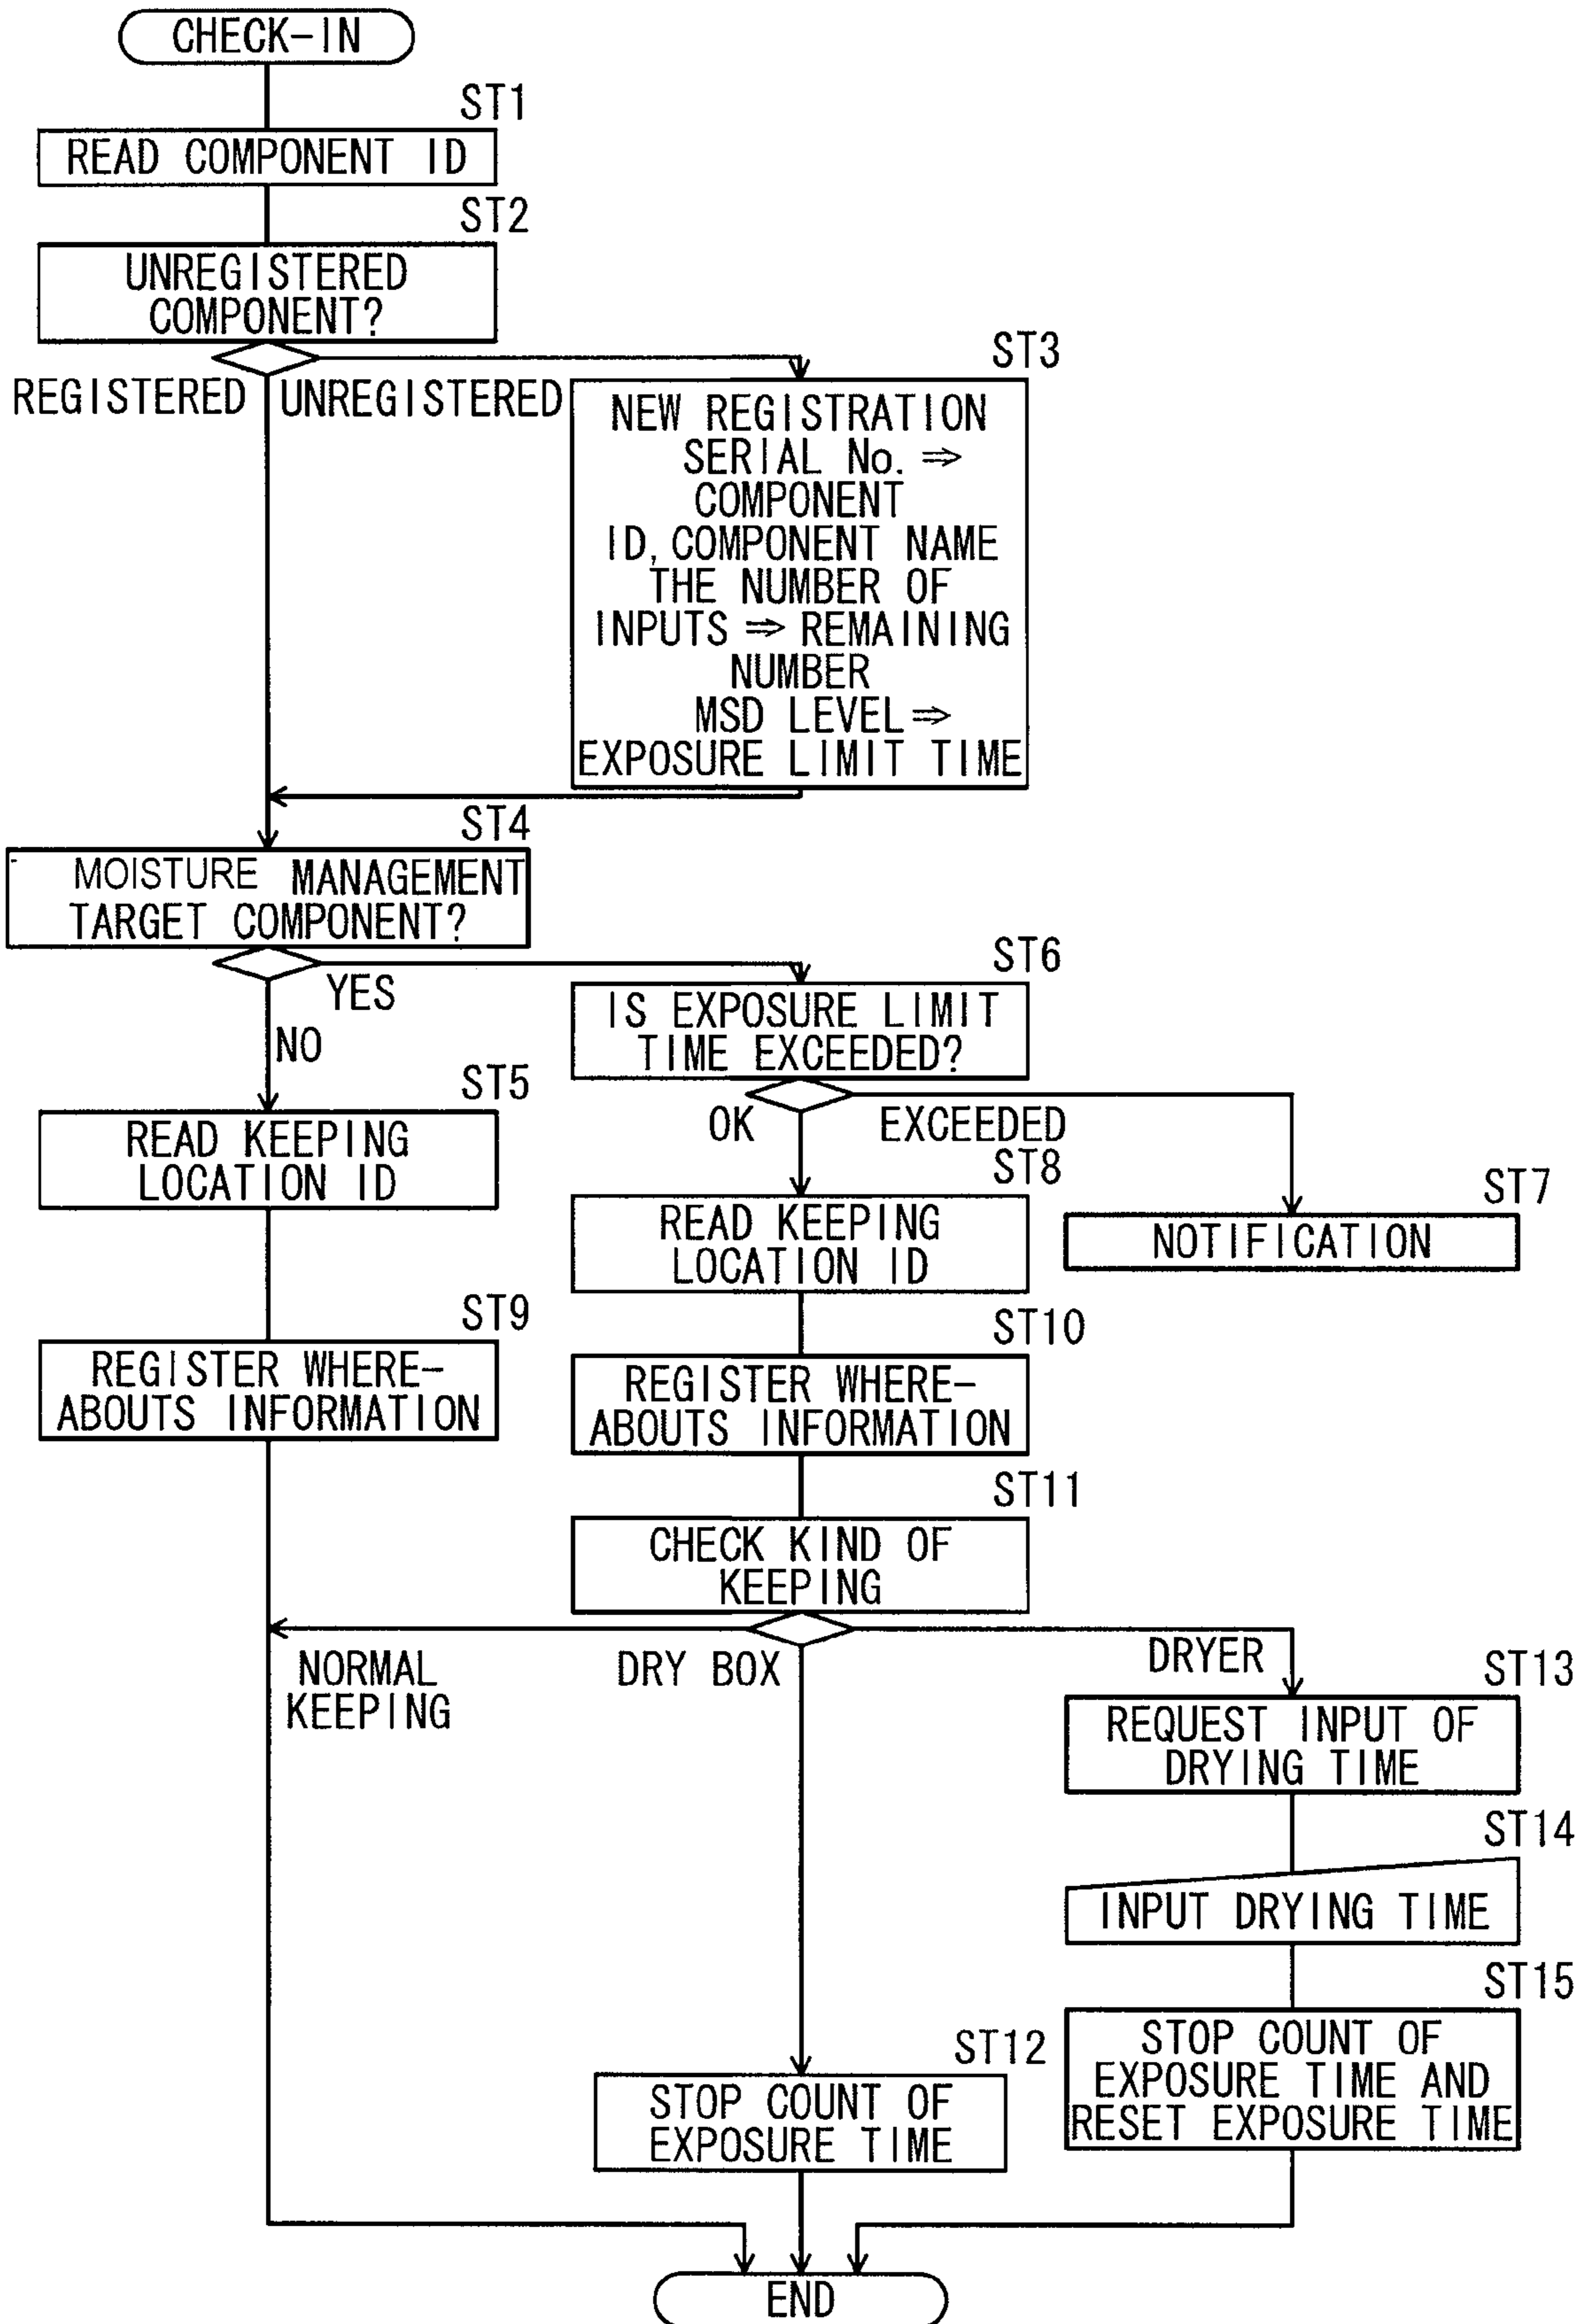 CHECK-IN
ST1
READ COMPONENT ID
ST2
UNREGISTERED
COMPONENT?
REGISTERED
UNREGISTERED
ST3
NEW REGISTRATION
SERIAL No. ⇒
COMPONENT
ID, COMPONENT NAME
THE NUMBER OF
INPUTS ⇒ REMAINING
NUMBER
MSD LEVEL ⇒
EXPOSURE LIMIT TIME
ST4
MOISTURE MANAGEMENT
TARGET COMPONENT?
YES
NO
ST6
IS EXPOSURE LIMIT
TIME EXCEEDED?
OK
EXCEEDED
ST5
READ KEEPING
LOCATION ID
ST8
READ KEEPING
LOCATION ID
ST7
NOTIFICATION
ST9
REGISTER WHERE-
ABOUTS INFORMATION
ST10
REGISTER WHERE-
ABOUTS INFORMATION
ST11
CHECK KIND OF
KEEPING
NORMAL
KEEPING
DRY BOX
DRYER
ST13
REQUEST INPUT OF
DRYING TIME
ST14
INPUT DRYING TIME
ST15
STOP COUNT OF
EXPOSURE TIME AND
RESET EXPOSURE TIME
ST12
STOP COUNT OF
EXPOSURE TIME
END